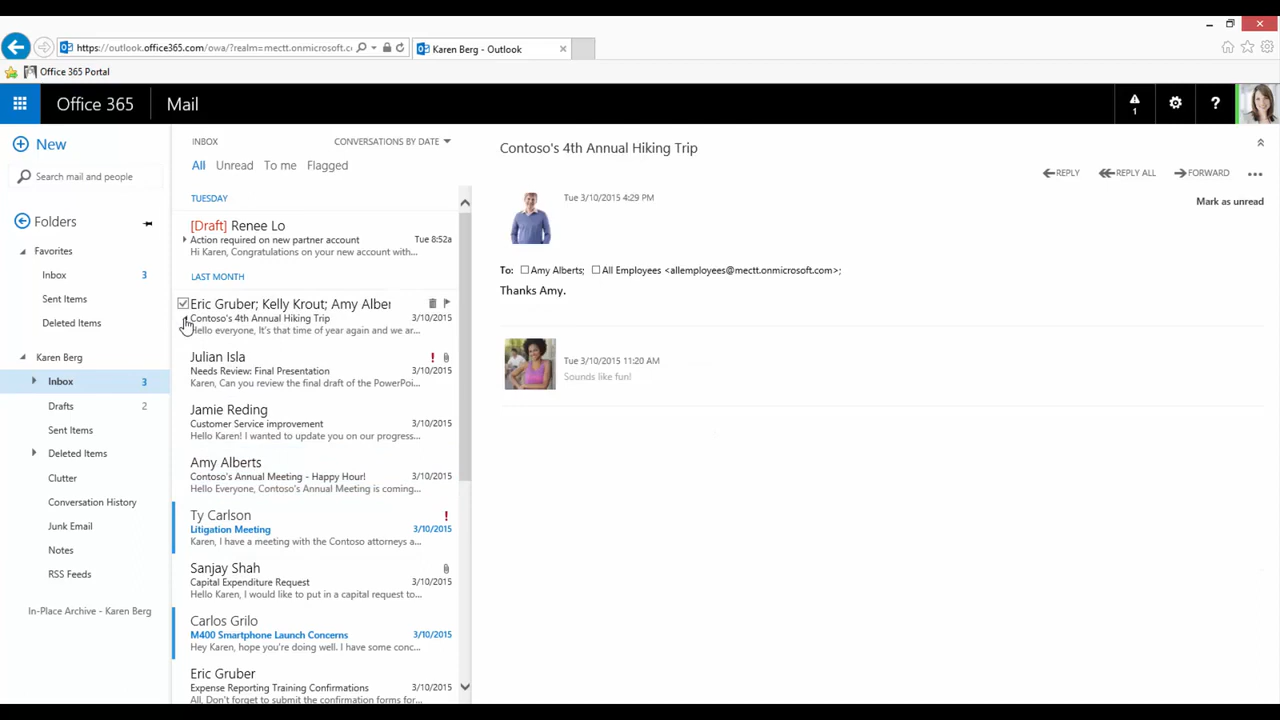 https://outlook.office365.com/owa/?realm=mectt.onmicrosoft.cc
Karen Berg - Outlook
Office 365 Portal
Office 365
Mail
1
New
Search mail and people
Folders
Favorites
Inbox 3
Sent Items
Deleted Items
Karen Berg
Inbox 3
Drafts 2
Sent Items
Deleted Items
Clutter
Conversation History
Junk Email
Notes
RSS Feeds
In-Place Archive - Karen Berg
INBOX CONVERSATIONS BY DATE
All Unread To me Flagged
TUESDAY
[Draft] Renee Lo
Action required on new partner account Tue 8:52a
Hi Karen, Congratulations on your new account with...
LAST MONTH
Eric Gruber; Kelly Krout; Amy Alber
Contoso's 4th Annual Hiking Trip 3/10/2015
Hello everyone, It's that time of year again and we ar...
Julian Isla
Needs Review: Final Presentation 3/10/2015
Karen, Can you review the final draft of the PowerPoi...
Jamie Reding
Customer Service improvement 3/10/2015
Hello Karen! I wanted to update you on our progress...
Amy Alberts
Contoso's Annual Meeting - Happy Hour! 3/10/2015
Hello Everyone, Contoso's Annual Meeting is coming...
Ty Carlson
Litigation Meeting 3/10/2015
Karen, I have a meeting with the Contoso attorneys a...
Sanjay Shah
Capital Expenditure Request 3/10/2015
Hello Karen, I would like to put in a capital request to...
Carlos Grilo
M400 Smartphone Launch Concerns 3/10/2015
Hey Karen, hope you're doing well. I have some conc...
Eric Gruber
Expense Reporting Training Confirmations 3/10/2015
All, Don't forget to submit the confirmation forms for...
Contoso's 4th Annual Hiking Trip
REPLY REPLY ALL FORWARD ...
Tue 3/10/2015 4:29 PM
Mark as unread
To: Amy Alberts; All Employees <allemployees@mectt.onmicrosoft.com>;
Thanks Amy.
Tue 3/10/2015 11:20 AM
Sounds like fun!